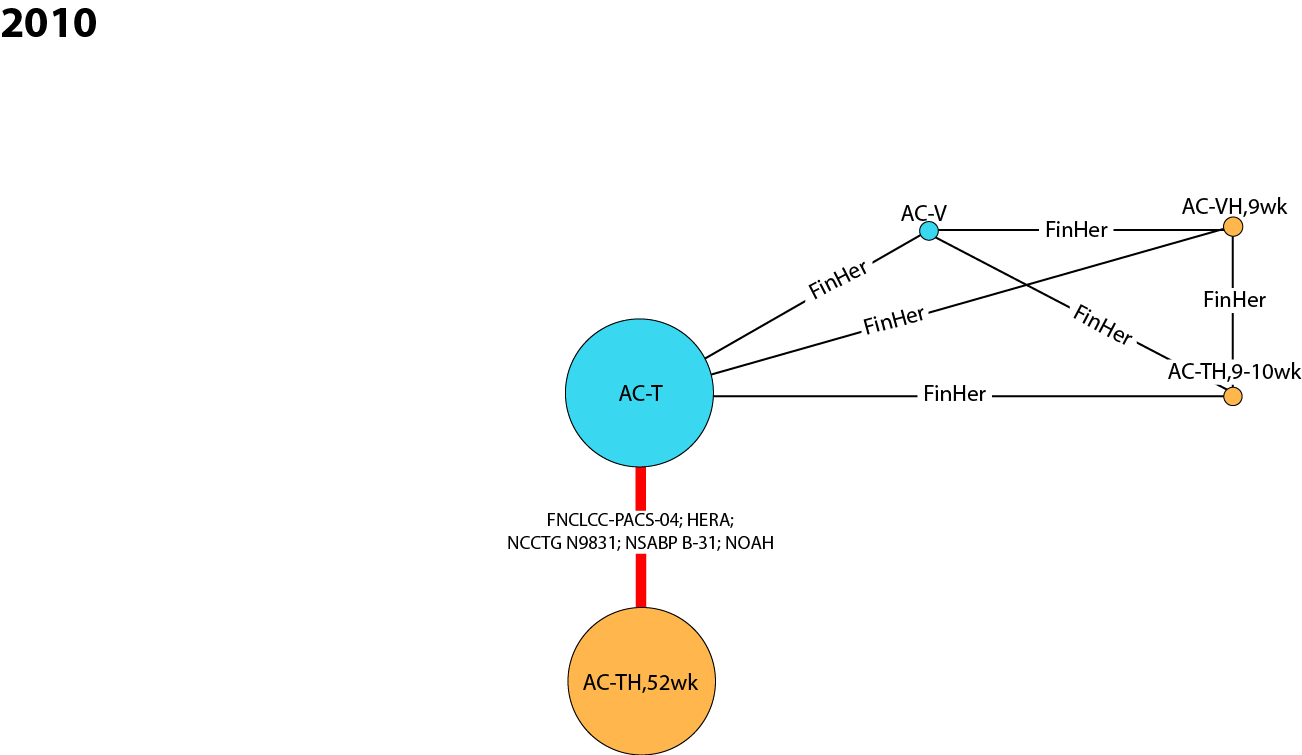 2010
AC-VH,9wk
AC-V
FinHer
FinHer
FinHer
FinHer
FinHer
AC-TH,9-10wk
AC-T
FinHer
FNCLCC-PACS-04; HERA;
NCCTG N9831; NSABP B-31; NOAH
AC-TH,52wk